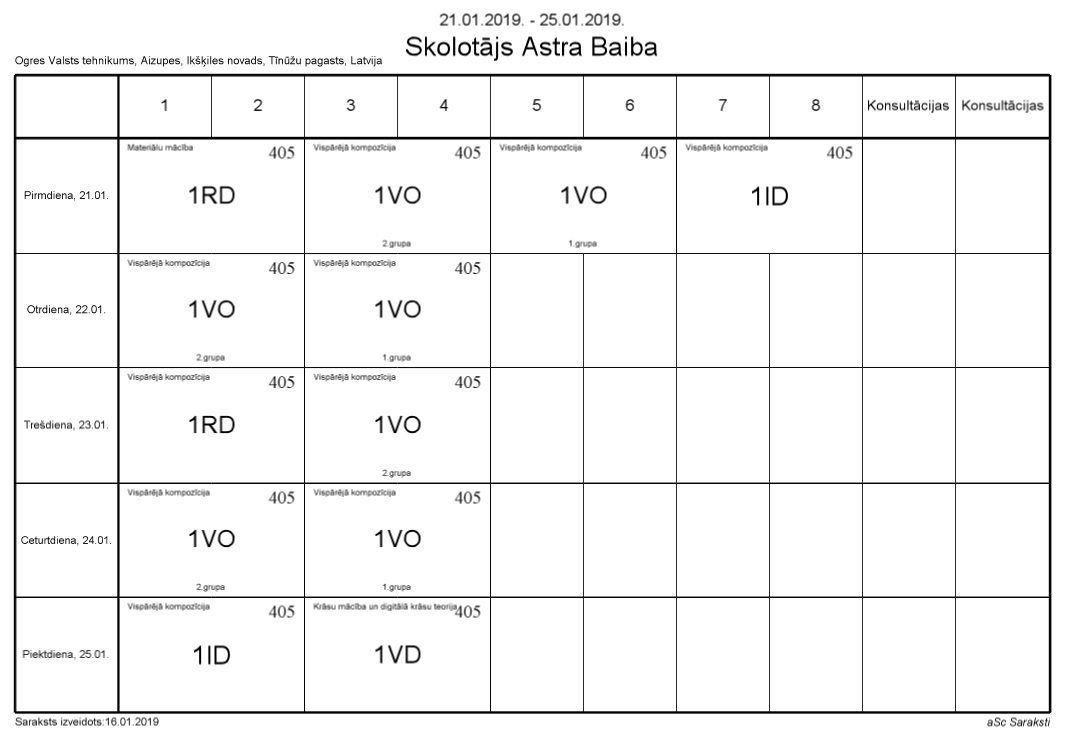 21.01.2019. - 25.01.2019.
Skolotājs Astra Baiba
Ogres Valsts tehnikums, Aizupes, Ikšķiles novads, Tīnūžu pagasts, Latvija
1 2 3 4 5 6 7 8 Konsultācijas Konsultācijas
Materiālu mācība 405 Vispārējā kompozīcija 405 Vispārējā kompozīcija 405 Vispārējā kompozīcija 405
Pirmdiena, 21.01. 1RD 1VO 1VO 1ID
2.grupa 1.grupa
Vispārējā kompozīcija 405 Vispārējā kompozīcija 405
Otrdiena, 22.01. 1VO 1VO
2.grupa 1.grupa
Vispārējā kompozīcija 405 Vispārējā kompozīcija 405
Trešdiena, 23.01. 1RD 1VO
2.grupa
Vispārējā kompozīcija 405 Vispārējā kompozīcija 405
Ceturtdiena, 24.01. 1VO 1VO
2.grupa 1.grupa
Vispārējā kompozīcija 405 Krāsu mācība un digitālā krāsu teorija 405
Piektdiena, 25.01. 1ID 1VD
Saraksts izveidots:16.01.2019 aSc Saraksti